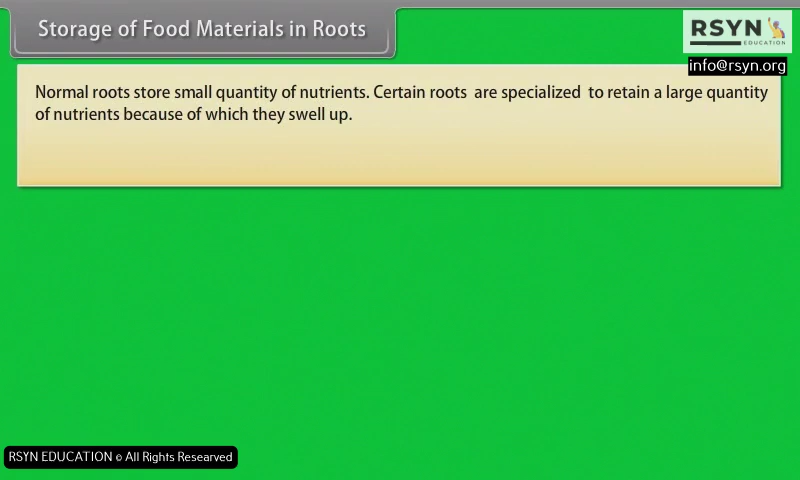 Storage of Food Materials in Roots
RSYN
EDUCATION
info@rsyn.org
Normal roots store small quantity of nutrients. Certain roots are specialized to retain a large quantity
of nutrients because of which they swell up.
RSYN EDUCATION © All Rights Researved